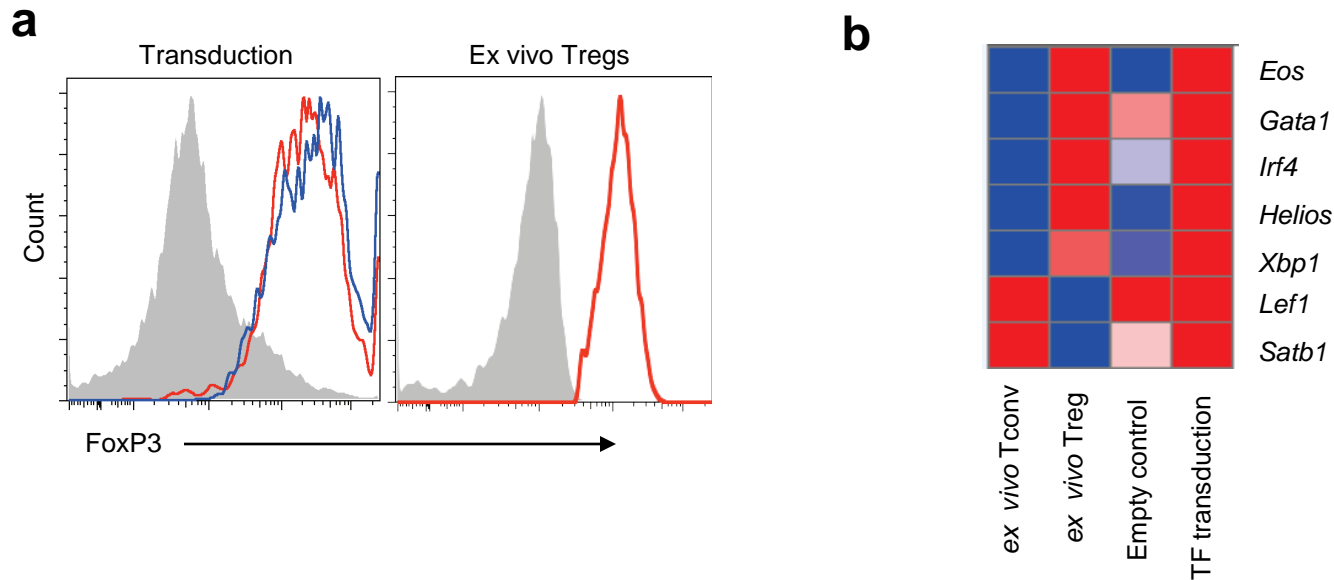 a
Transduction
Ex vivo Tregs
Count
FoxP3
b
Eos
Gata1
Irf4
Helios
Xbp1
Lef1
Satb1
ex vivo Tconv
ex vivo Treg
Empty control
TF transduction